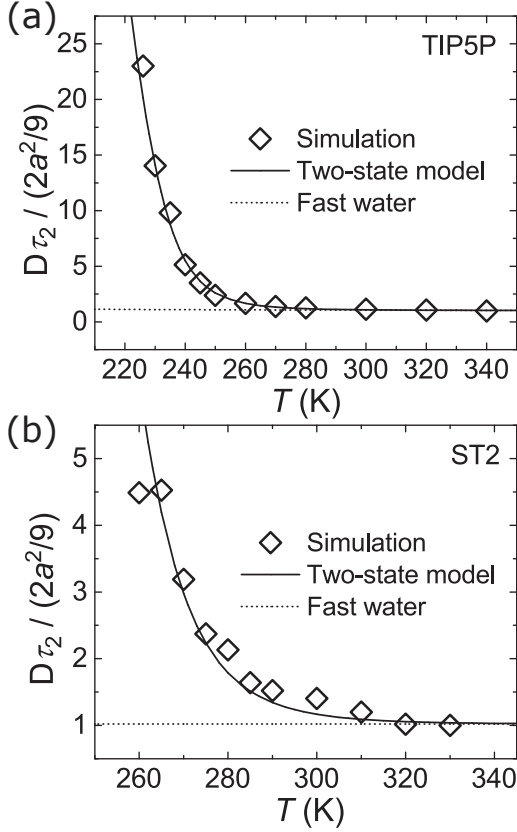 (a)
TIP5P
Simulation
Two-state model
Fast water
Dτ₂ / (2a²/9)
25
20
15
10
5
0
220 240 260 280 300 320 340
T (K)
(b)
ST2
Simulation
Two-state model
Fast water
Dτ₂ / (2a²/9)
5
4
3
2
1
260 280 300 320 340
T (K)